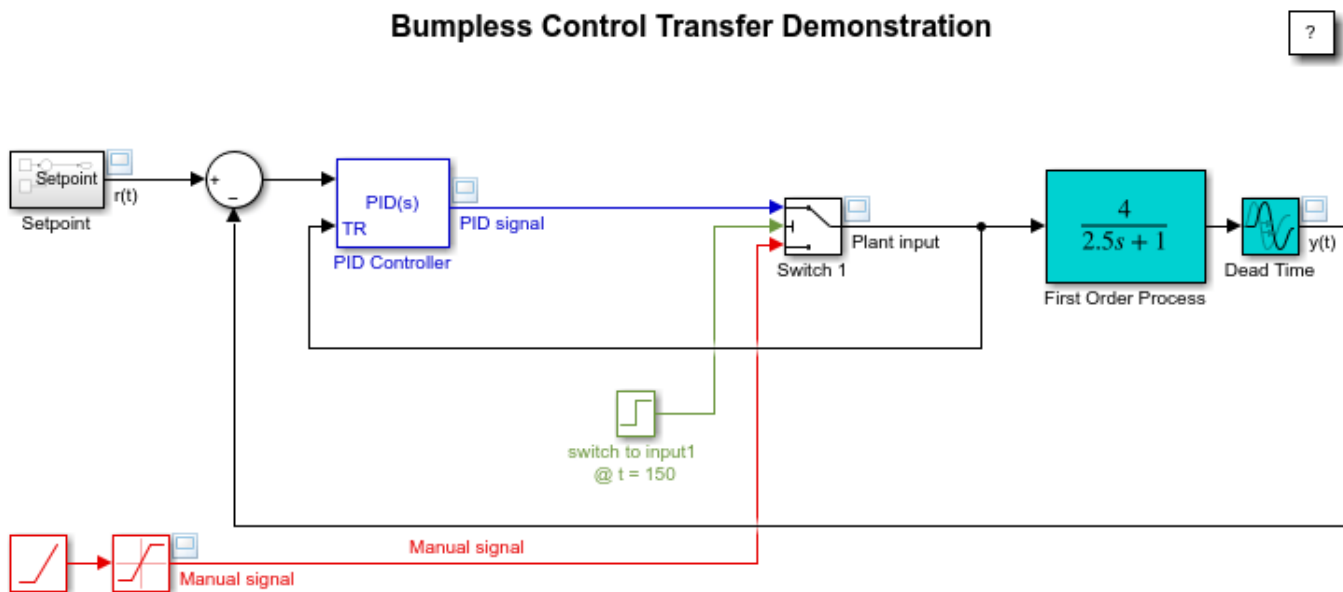 Bumpless Control Transfer Demonstration
?
Setpoint
r(t)
Setpoint
+
−
PID(s)
TR
PID Controller
PID signal
Switch 1
Plant input
4
2.5s + 1
First Order Process
Dead Time
y(t)
switch to input1
@ t = 150
Manual signal
Manual signal